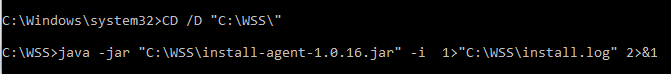 C:\Windows\system32>CD /D "C:\WSS\"
C:\WSS>java -jar "C:\WSS\install-agent-1.0.16.jar" -i  1>"C:\WSS\install.log" 2>&1